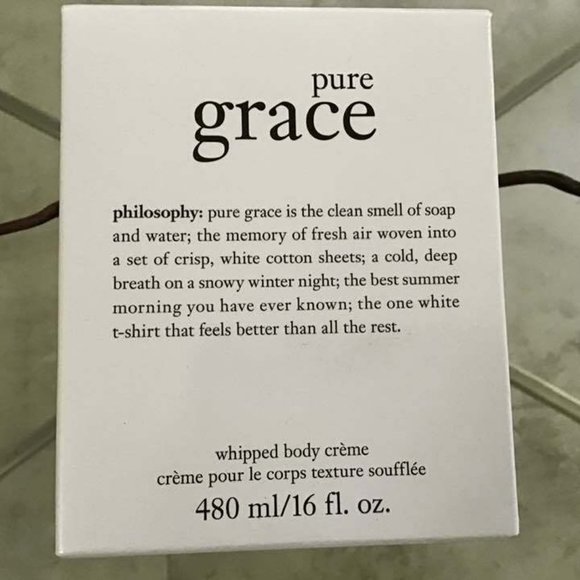 pure
grace
philosophy: pure grace is the clean smell of soap
and water; the memory of fresh air woven into
a set of crisp, white cotton sheets; a cold, deep
breath on a snowy winter night; the best summer
morning you have ever known; the one white
t-shirt that feels better than all the rest.
whipped body crème
crème pour le corps texture soufflée
480 ml/16 fl. oz.